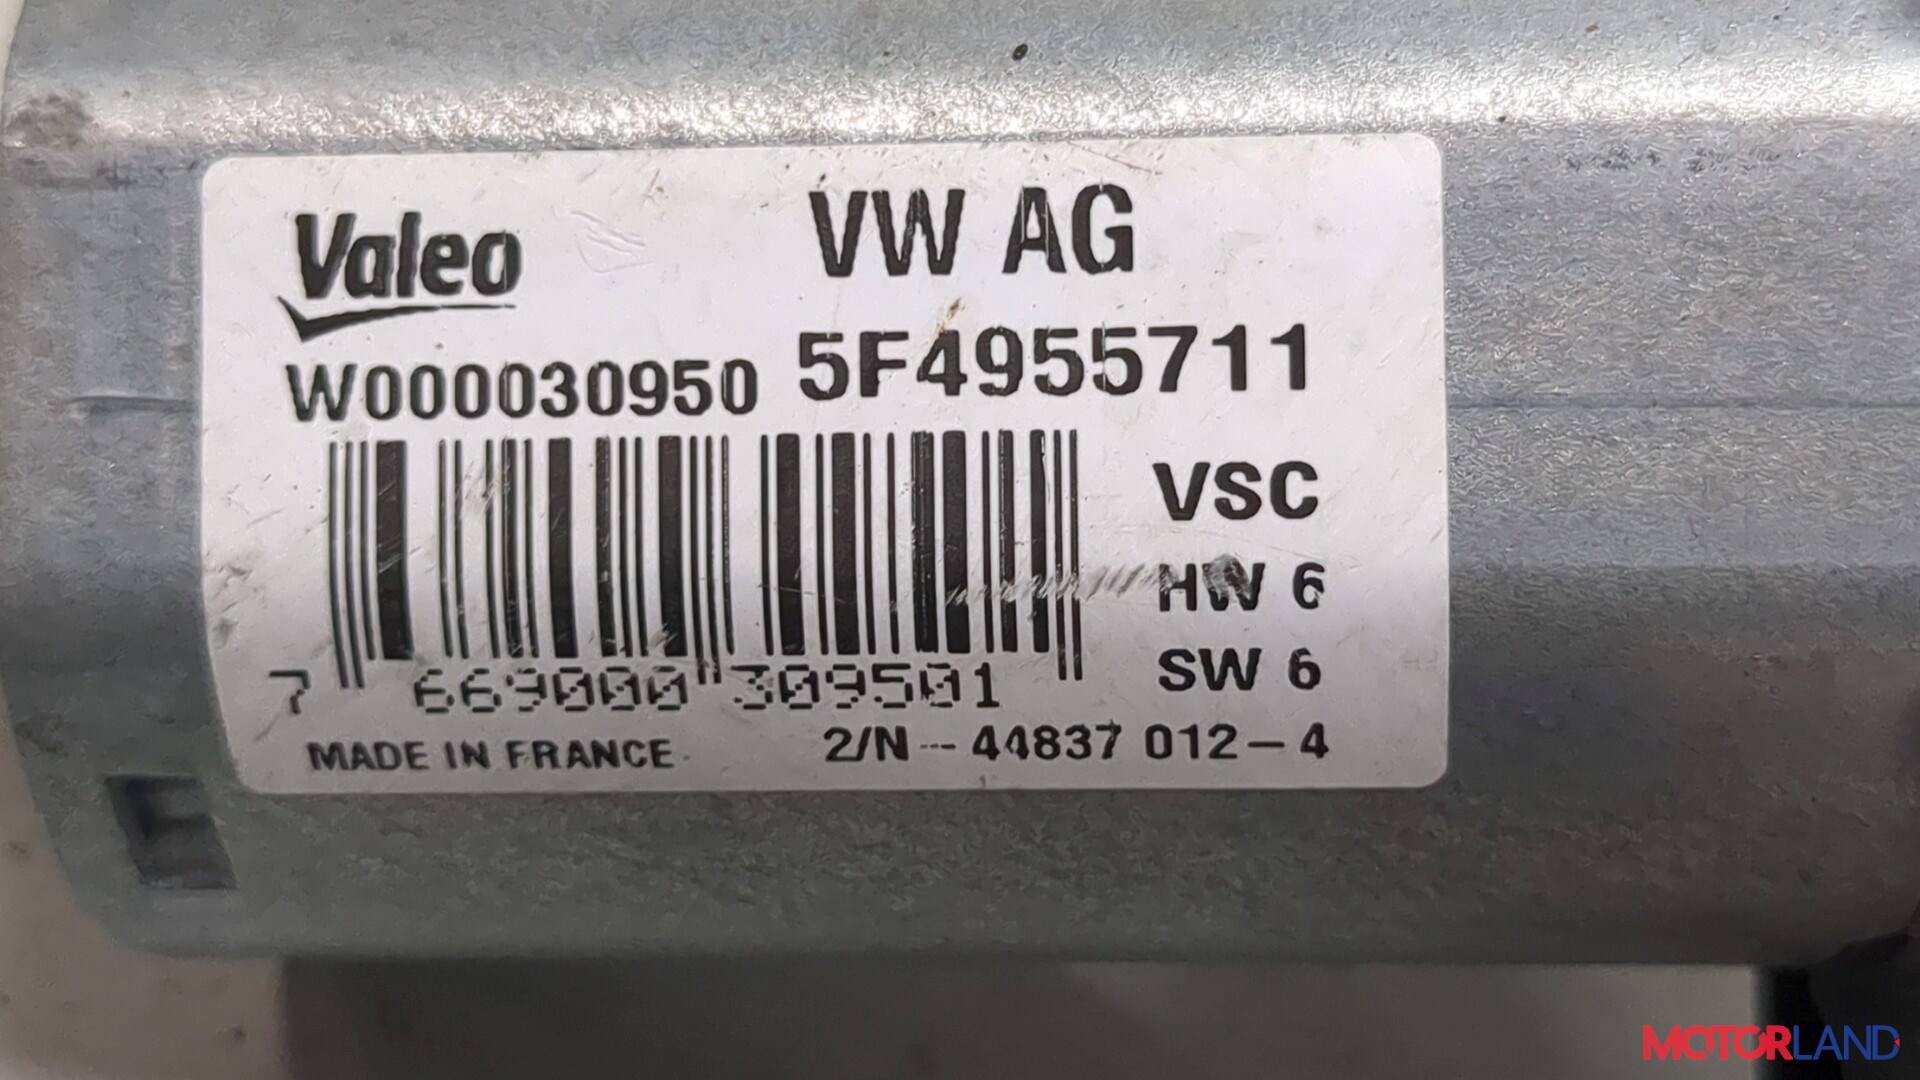 Valeo
VW AG
W000030950
5F4955711
VSC
HW 6
SW 6
7 669000 309501
MADE IN FRANCE
2/N -- 44837 012-4
MOTORLAND